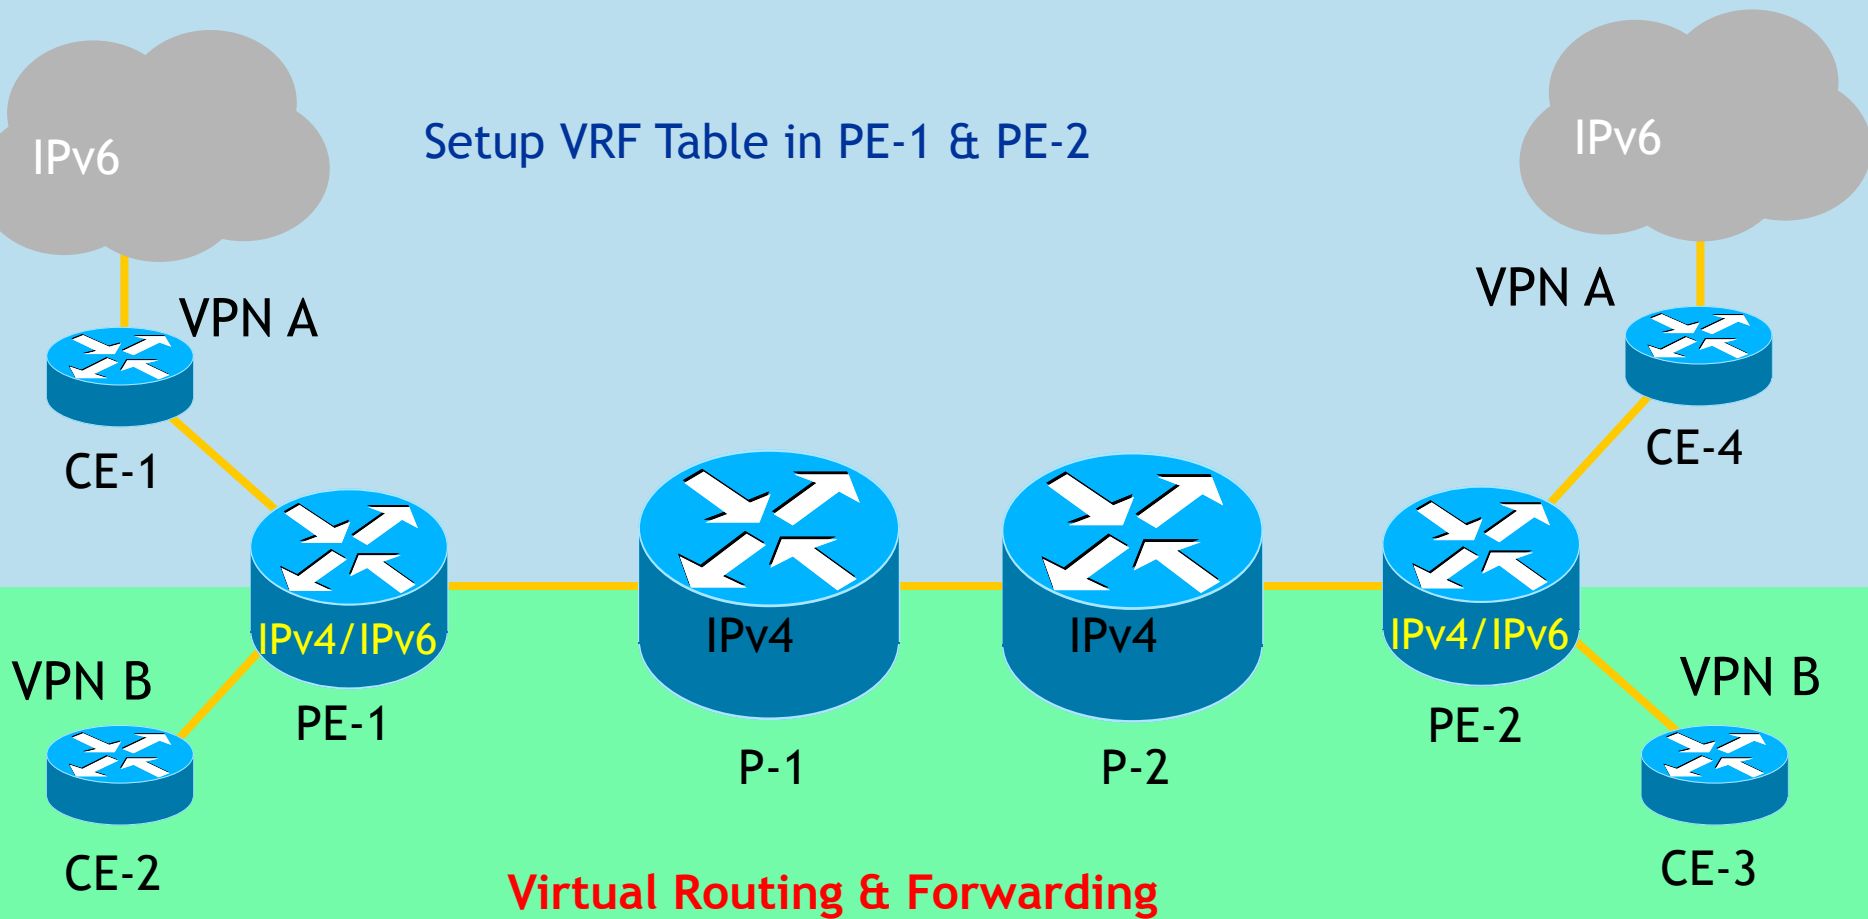 IPv6
Setup VRF Table in PE-1 & PE-2
IPv6
VPN A
VPN A
CE-1
CE-4
IPv4/IPv6
IPv4
IPv4
IPv4/IPv6
VPN B
VPN B
PE-1
PE-2
P-1
P-2
CE-2
CE-3
Virtual Routing & Forwarding